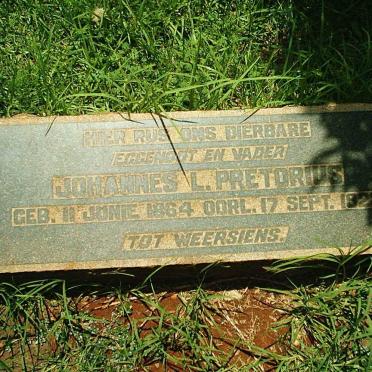 HIER RUS ONS DIERBARE
EGGENOOT EN VADER
JOHANNES L. PRETORIUS
GEB. 11 JUNIE 1864 OORL. 17 SEPT.
TOT WEERSIENS.